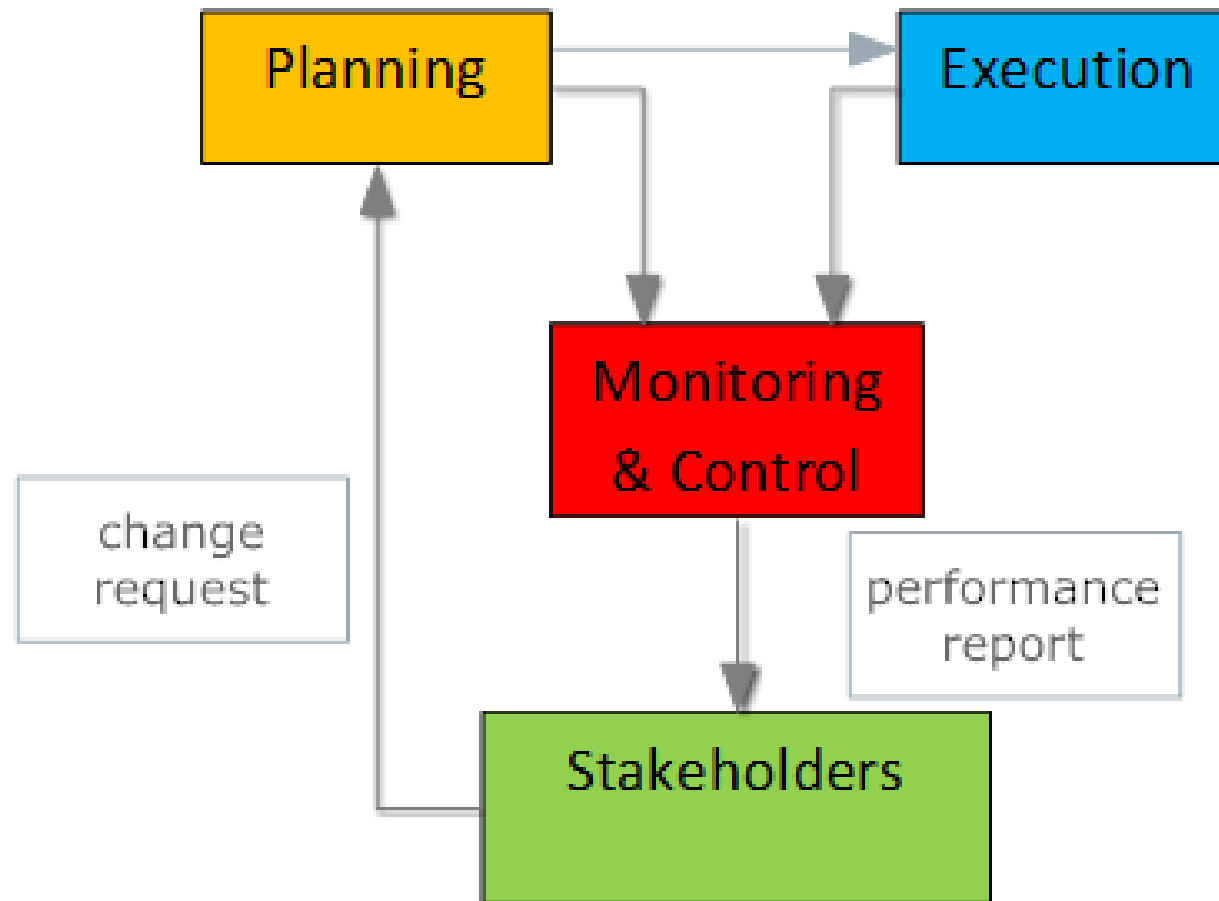 Planning
Execution
Monitoring
& Control
change
request
performance
report
Stakeholders